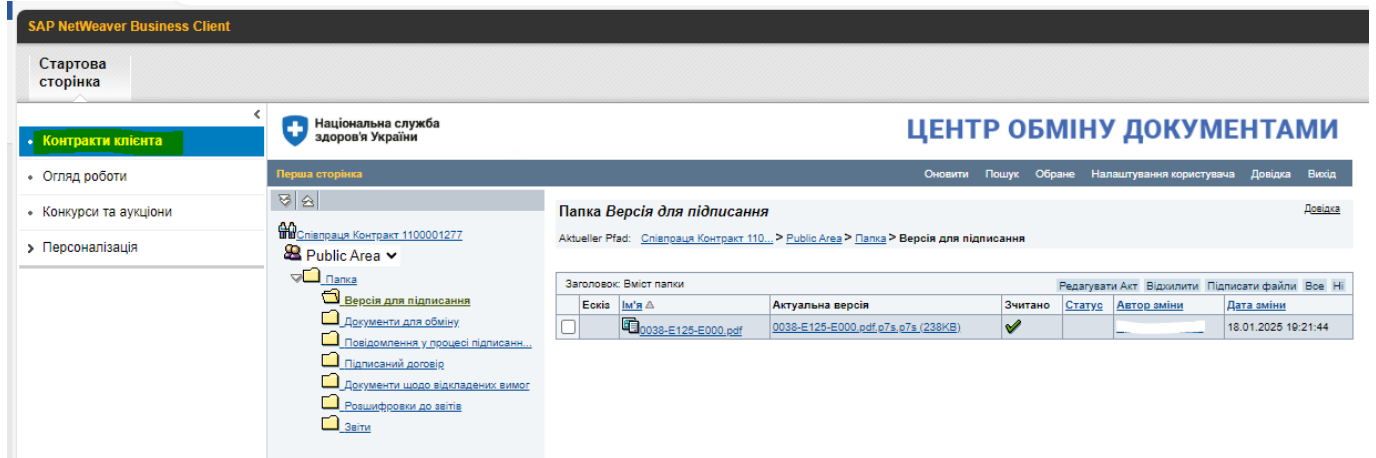 SAP NetWeaver Business Client
Стартова
сторінка
Контракти клієнта
Огляд роботи
Конкурси та аукціони
Персоналізація
Національна служба
здоров'я України
ЦЕНТР ОБМІНУ ДОКУМЕНТАМИ
Перша сторінка
Оновити Пошук Обране Налаштування користувача Довідка Вихід
Співпраця Контракт 1100001277
Public Area
Папка
Версія для підписання
Документи для обміну
Повідомлення у процесі підписанн...
Підписаний договір
Документи щодо відкладених вимог
Розшифровки до звітів
Звіти
Папка Версія для підписання
Довідка
Aktueller Pfad: Співпраця Контракт 110... > Public Area > Папка > Версія для підписання
Заголовок: Вміст папки
Редагувати Акт Відхилити Підписати файли Все Ні
Ескіз Ім'я Актуальна версія Зчитано Статус Автор зміни Дата зміни
0038-E125-E000.pdf 0038-E125-E000.pdf.p7s.p7s (238KB) 18.01.2025 19:21:44